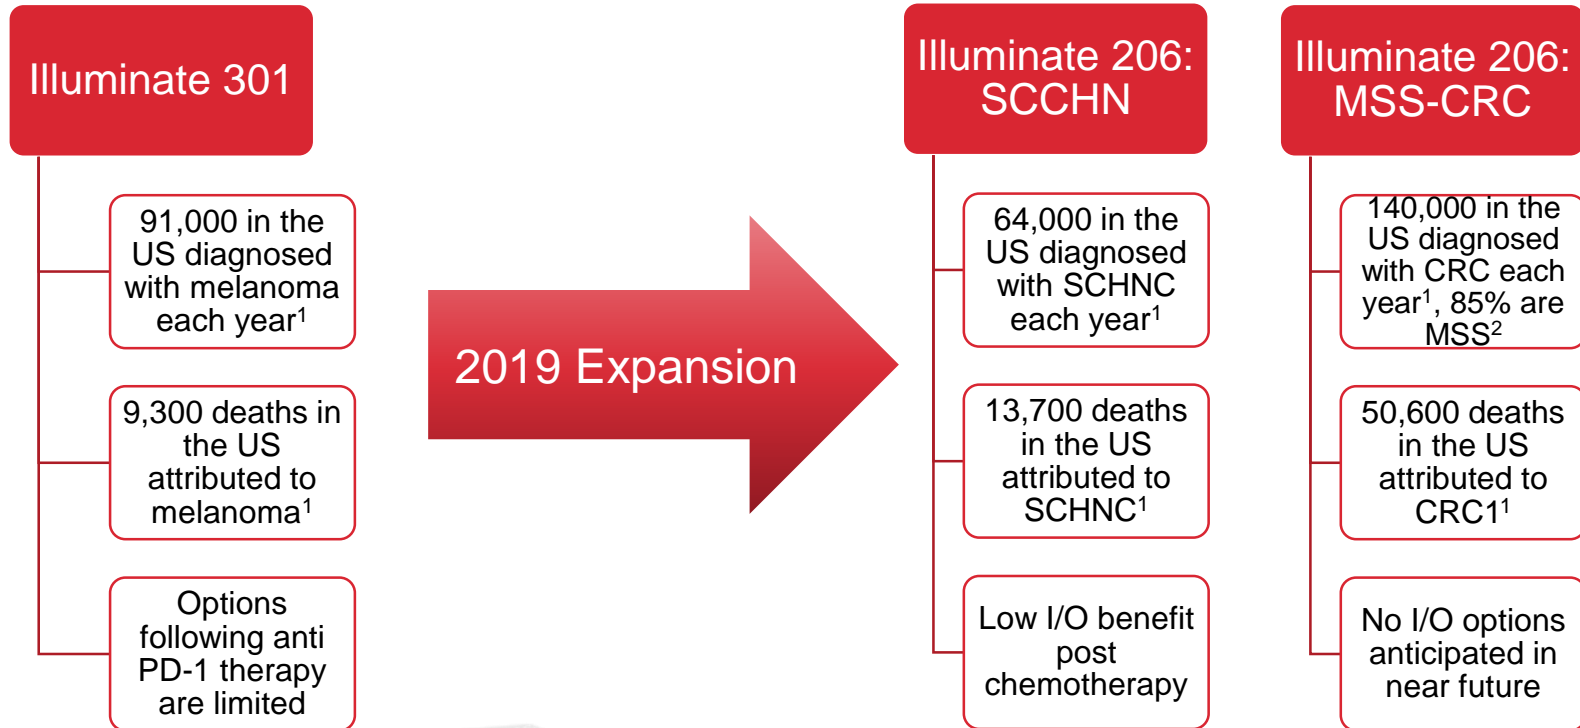 Illuminate 301
91,000 in the
US diagnosed
with melanoma
each year¹
9,300 deaths in
the US
attributed to
melanoma¹
Options
following anti
PD-1 therapy
are limited
2019 Expansion
Illuminate 206:
SCCHN
64,000 in the
US diagnosed
with SCHNC
each year¹
13,700 deaths
in the US
attributed to
SCHNC¹
Low I/O benefit
post
chemotherapy
Illuminate 206:
MSS-CRC
140,000 in the
US diagnosed
with CRC each
year¹, 85% are
MSS²
50,600 deaths
in the US
attributed to
CRC1¹
No I/O options
anticipated in
near future